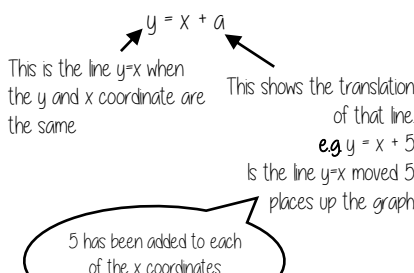 y = x + a
This is the line y=x when
the y and x coordinate are
the same
This shows the translation
of that line.
e.g y = x + 5
Is the line y=x moved 5
places up the graph
5 has been added to each
of the x coordinates